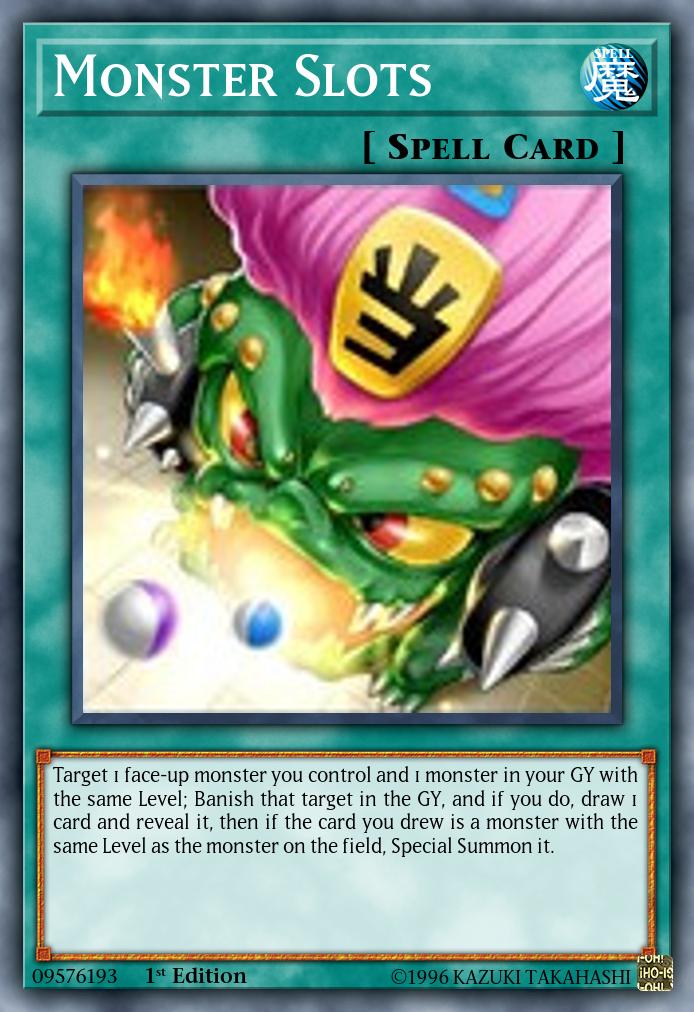 Monster Slots
SPELL
魔
[ Spell Card ]
Target 1 face-up monster you control and 1 monster in your GY with
the same Level; Banish that target in the GY, and if you do, draw 1
card and reveal it, then if the card you drew is a monster with the
same Level as the monster on the field, Special Summon it.
09576193 1st Edition ©1996 KAZUKI TAKAHASHI